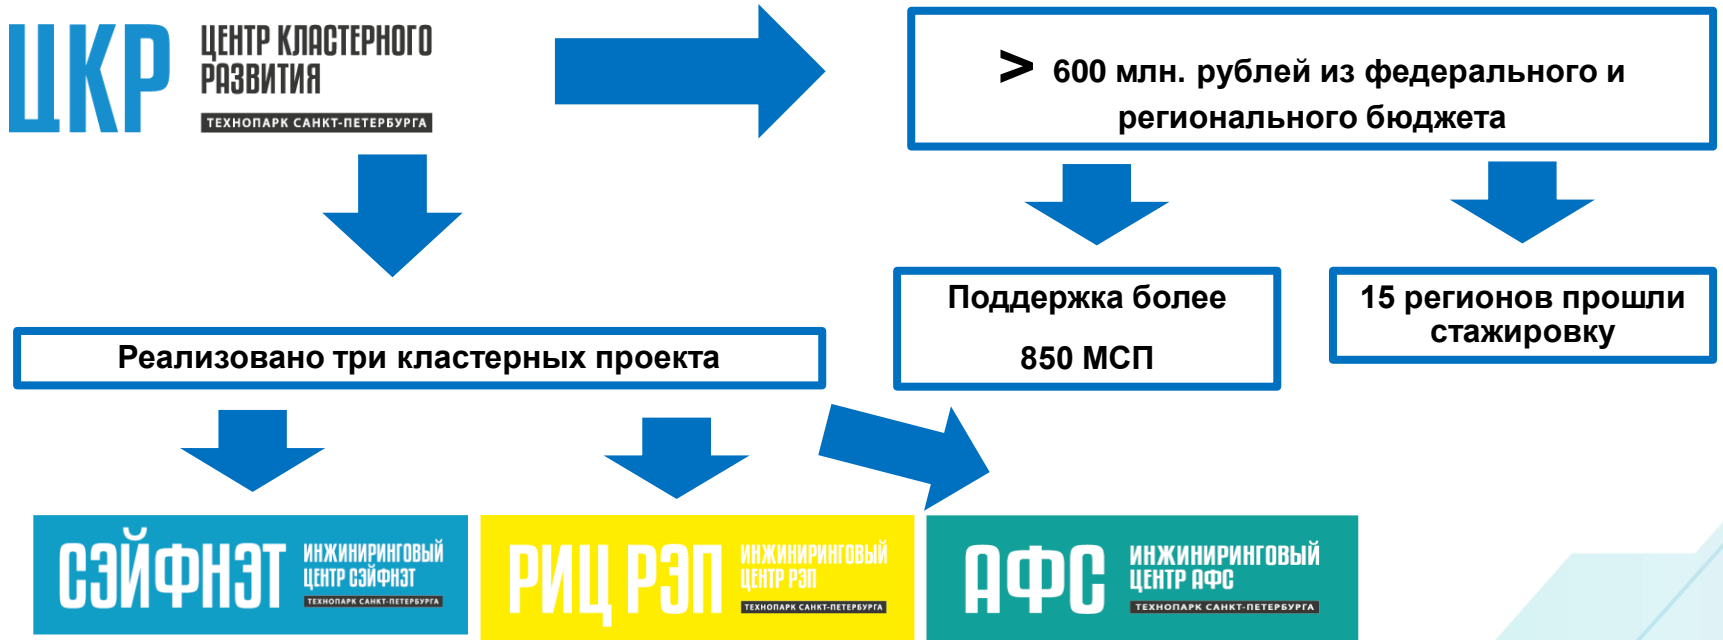 ЦКР
ЦЕНТР КЛАСТЕРНОГО
РАЗВИТИЯ
ТЕХНОПАРК САНКТ-ПЕТЕРБУРГА
> 600 млн. рублей из федерального и
регионального бюджета
Поддержка более
850 МСП
15 регионов прошли
стажировку
Реализовано три кластерных проекта
СЭЙФНЭТ
ИНЖИНИРИНГОВЫЙ
ЦЕНТР СЭЙФНЭТ
ТЕХНОПАРК САНКТ-ПЕТЕРБУРГА
РИЦ РЭП
ИНЖИНИРИНГОВЫЙ
ЦЕНТР РЭП
ТЕХНОПАРК САНКТ-ПЕТЕРБУРГА
АФС
ИНЖИНИРИНГОВЫЙ
ЦЕНТР АФС
ТЕХНОПАРК САНКТ-ПЕТЕРБУРГА